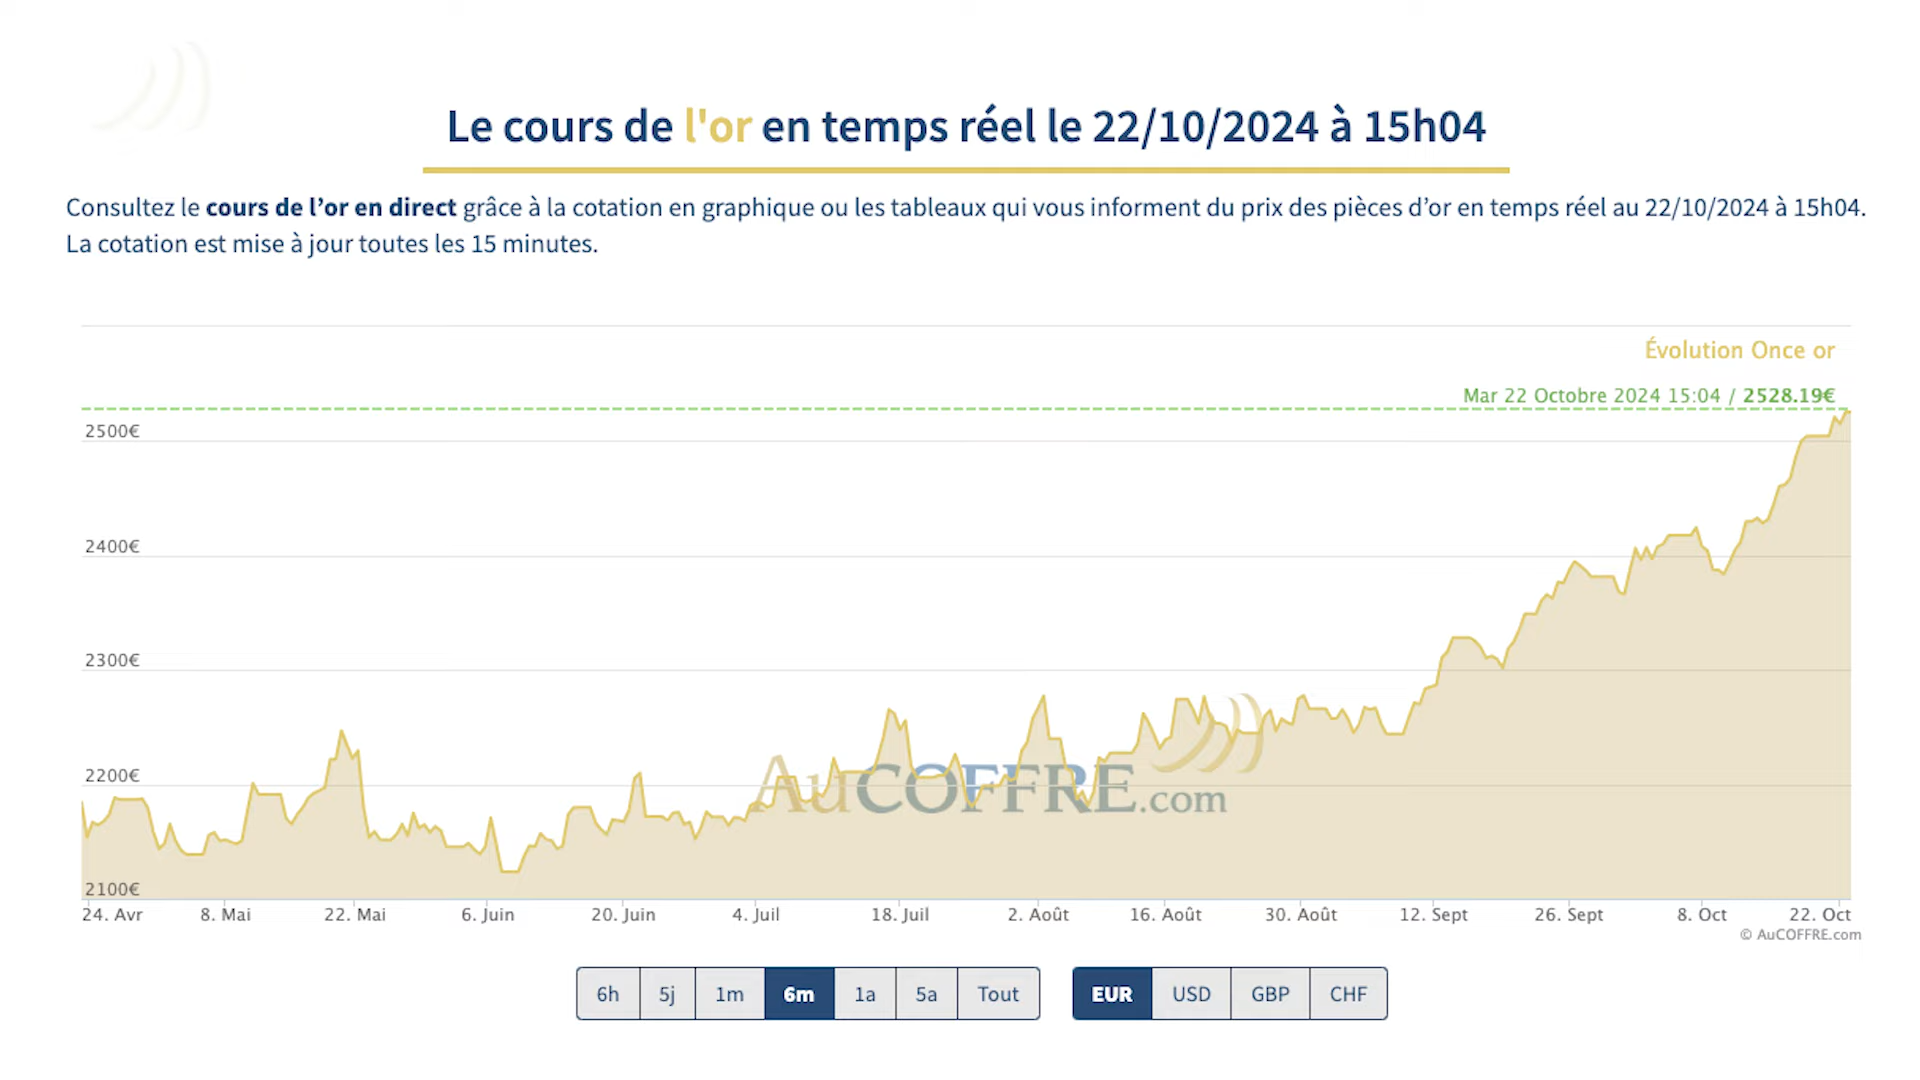 Le cours de l'or en temps réel le 22/10/2024 à 15h04
Consultez le cours de l’or en direct grâce à la cotation en graphique ou les tableaux qui vous informent du prix des pièces d’or en temps réel au 22/10/2024 à 15h04.
La cotation est mise à jour toutes les 15 minutes.
Évolution Once or
Mar 22 Octobre 2024 15:04 / 2528.19€
2500€
2400€
2300€
2200€
2100€
AuCOFFRE.com
24. Avr 8. Mai 22. Mai 6. Juin 20. Juin 4. Juil 18. Juil 2. Août 16. Août 30. Août 12. Sept 26. Sept 8. Oct 22. Oct
© AuCOFFRE.com
6h 5j 1m 6m 1a 5a Tout EUR USD GBP CHF